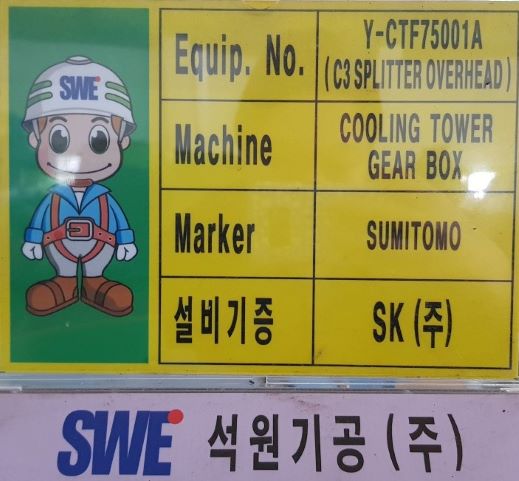 SWE
Equip. No.
Y-CTF75001A
(C3 SPLITTER OVERHEAD)
Machine
COOLING TOWER
GEAR BOX
Marker
SUMITOMO
설비기증
SK (주)
SWE 석원기공 (주)